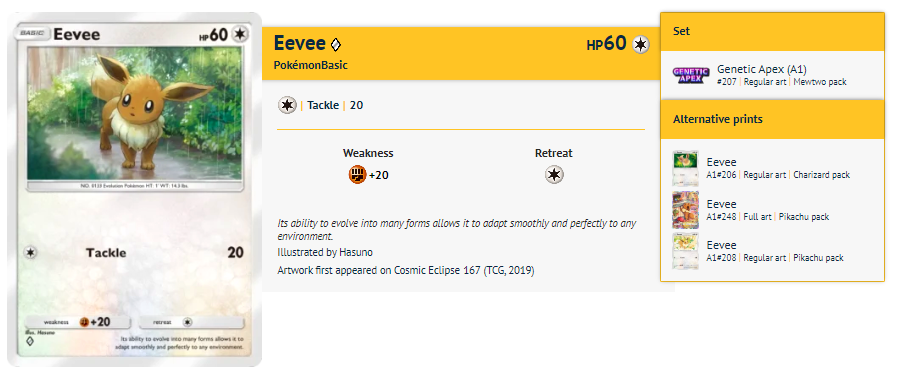 BASIC Eevee HP60
NO. 0133 Evolution Pokémon HT: 1' WT: 14.3 lbs.
Tackle 20
weakness +20 retreat
Illus. Hasuno
Its ability to evolve into many forms allows it to
adapt smoothly and perfectly to any environment.
Eevee HP60
PokémonBasic
| Tackle | 20
Weakness Retreat
+20
Its ability to evolve into many forms allows it to adapt smoothly and perfectly to any
environment.
Illustrated by Hasuno
Artwork first appeared on Cosmic Eclipse 167 (TCG, 2019)
Set
GENETIC APEX
Genetic Apex (A1)
#207 | Regular art | Mewtwo pack
Alternative prints
Eevee
A1#206 | Regular art | Charizard pack
Eevee
A1#248 | Full art | Pikachu pack
Eevee
A1#208 | Regular art | Pikachu pack